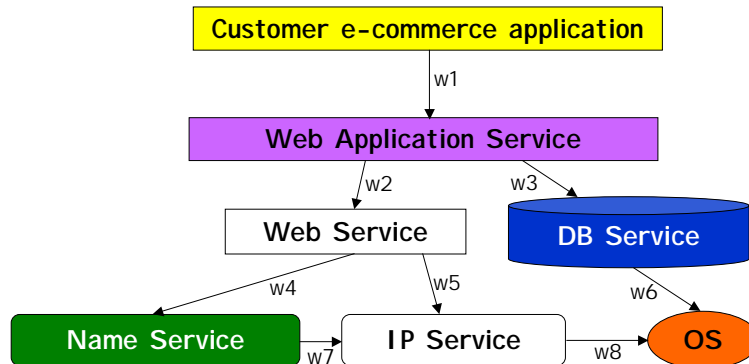 Customer e-commerce application
w1
Web Application Service
w2
w3
Web Service
DB Service
w4
w5
w6
Name Service
w7
IP Service
w8
OS